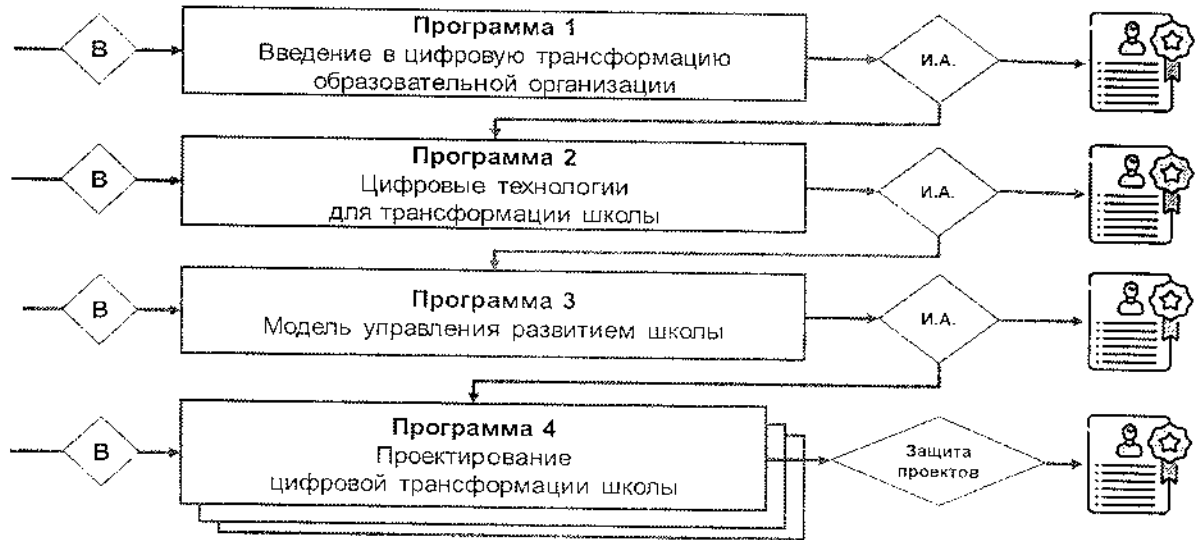 Программа 1
В
Введение в цифровую трансформацию
образовательной организации
И.А.
Программа 2
В
Цифровые технологии
для трансформации школы
И.А.
Программа 3
В
Модель управления развитием школы
И.А.
Программа 4
В
Проектирование
цифровой трансформации школы
Защита
проектов